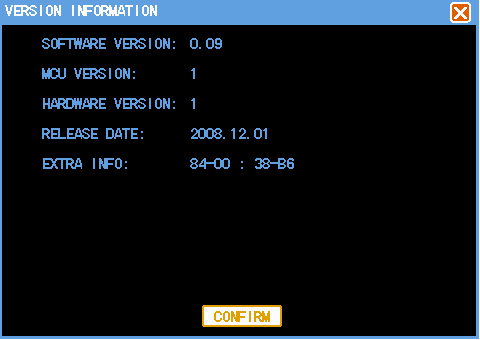 VERSION INFORMATION
SOFTWARE VERSION: 0.09
MCU VERSION: 1
HARDWARE VERSION: 1
RELEASE DATE: 2008.12.01
EXTRA INFO: 84-00 : 38-B6
CONFIRM